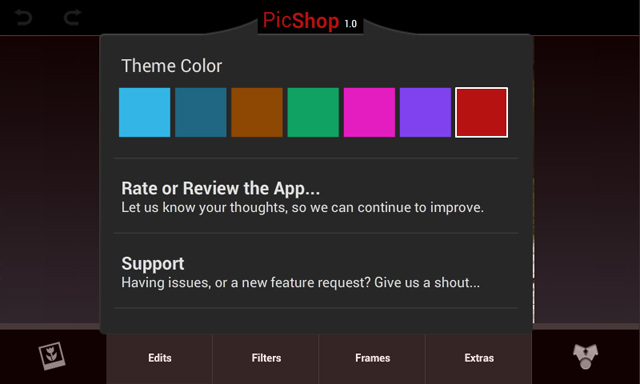 PicShop 1.0
Theme Color
Rate or Review the App...
Let us know your thoughts, so we can continue to improve.
Support
Having issues, or a new feature request? Give us a shout...
Edits
Filters
Frames
Extras